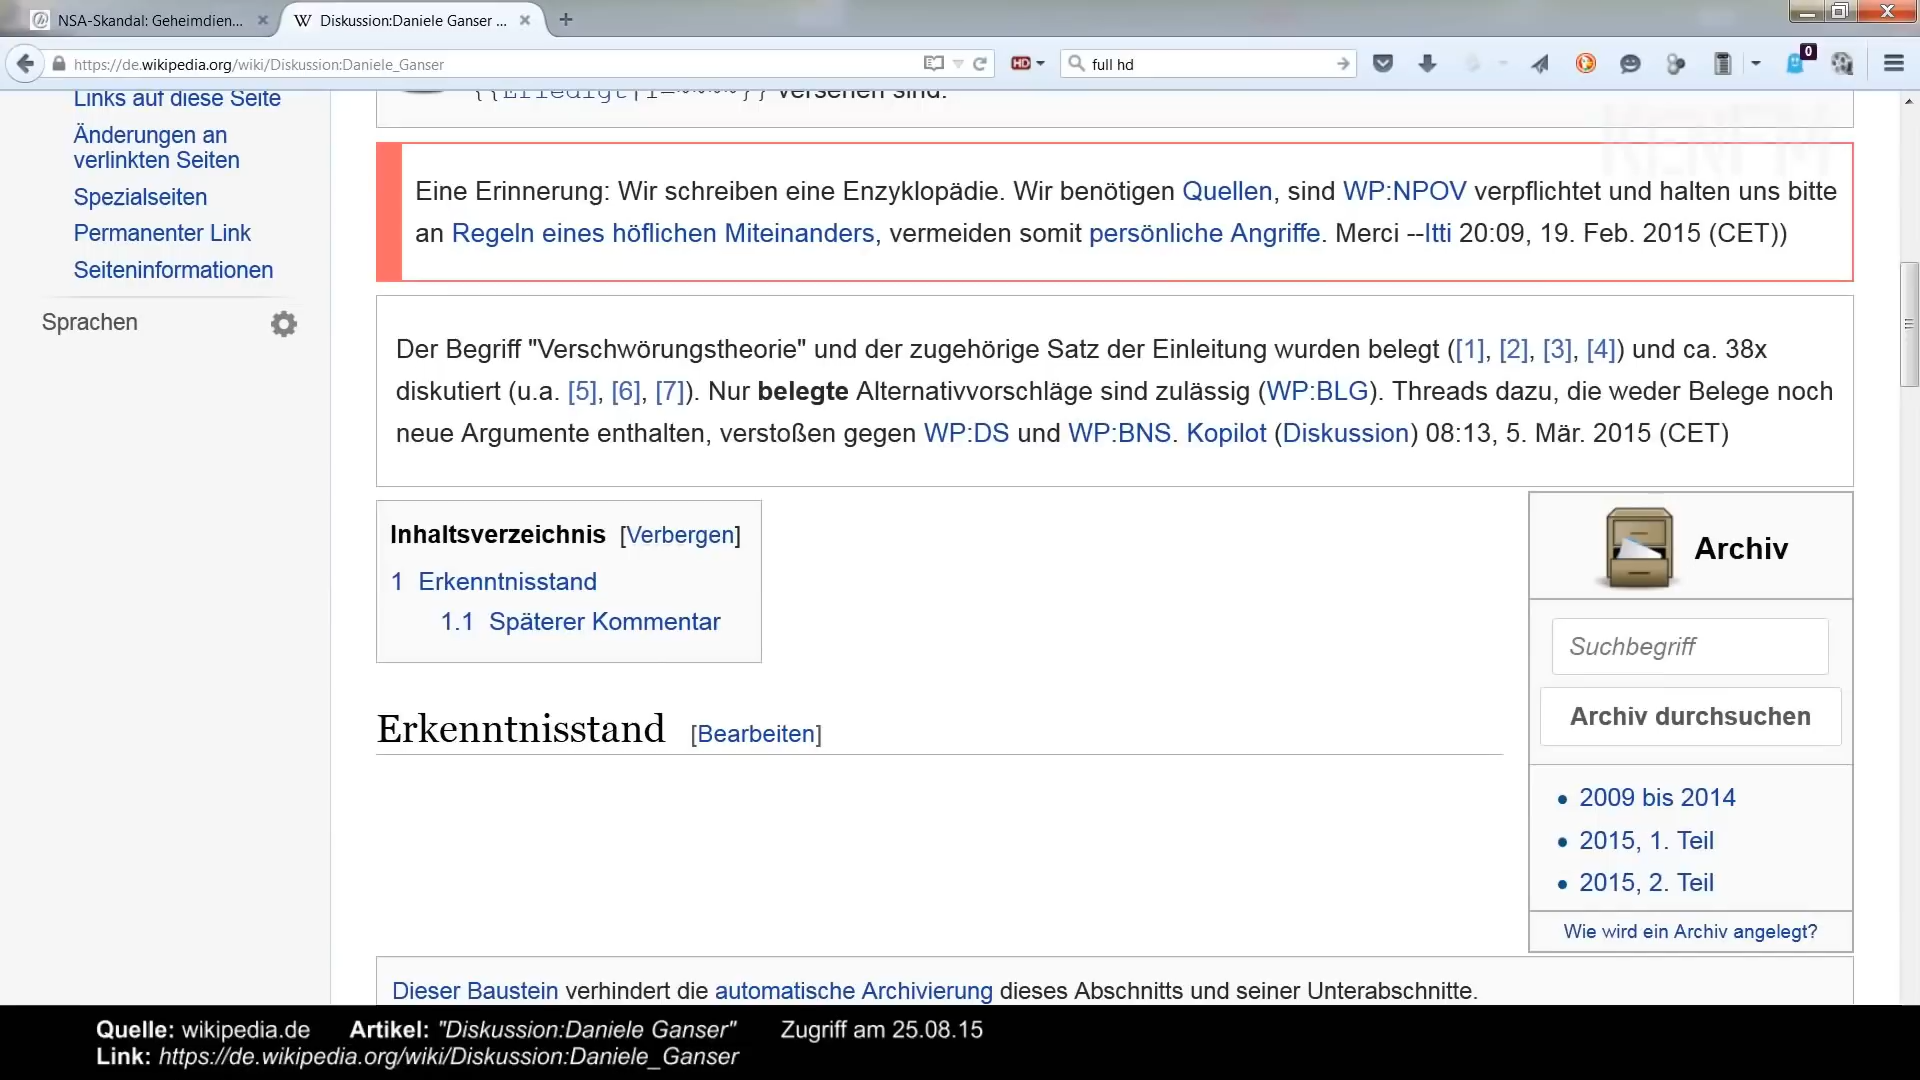 NSA-Skandal: Geheimdien...
W Diskussion:Daniele Ganser ...
https://de.wikipedia.org/wiki/Diskussion:Daniele_Ganser
HD
full hd
0
Links auf diese Seite
Änderungen an
verlinkten Seiten
Spezialseiten
Permanenter Link
Seiteninformationen
Sprachen
{{Erledigt|1=~~~~}} versehen sind.
KENFM
Eine Erinnerung: Wir schreiben eine Enzyklopädie. Wir benötigen Quellen, sind WP:NPOV verpflichtet und halten uns bitte
an Regeln eines höflichen Miteinanders, vermeiden somit persönliche Angriffe. Merci --Itti 20:09, 19. Feb. 2015 (CET))
Der Begriff "Verschwörungstheorie" und der zugehörige Satz der Einleitung wurden belegt ([1], [2], [3], [4]) und ca. 38x
diskutiert (u.a. [5], [6], [7]). Nur belegte Alternativvorschläge sind zulässig (WP:BLG). Threads dazu, die weder Belege noch
neue Argumente enthalten, verstoßen gegen WP:DS und WP:BNS. Kopilot (Diskussion) 08:13, 5. Mär. 2015 (CET)
Inhaltsverzeichnis [Verbergen]
1 Erkenntnisstand
1.1 Späterer Kommentar
Archiv
Suchbegriff
Archiv durchsuchen
2009 bis 2014
2015, 1. Teil
2015, 2. Teil
Wie wird ein Archiv angelegt?
Erkenntnisstand [Bearbeiten]
Dieser Baustein verhindert die automatische Archivierung dieses Abschnitts und seiner Unterabschnitte.
Quelle: wikipedia.de Artikel: "Diskussion:Daniele Ganser" Zugriff am 25.08.15
Link: https://de.wikipedia.org/wiki/Diskussion:Daniele_Ganser